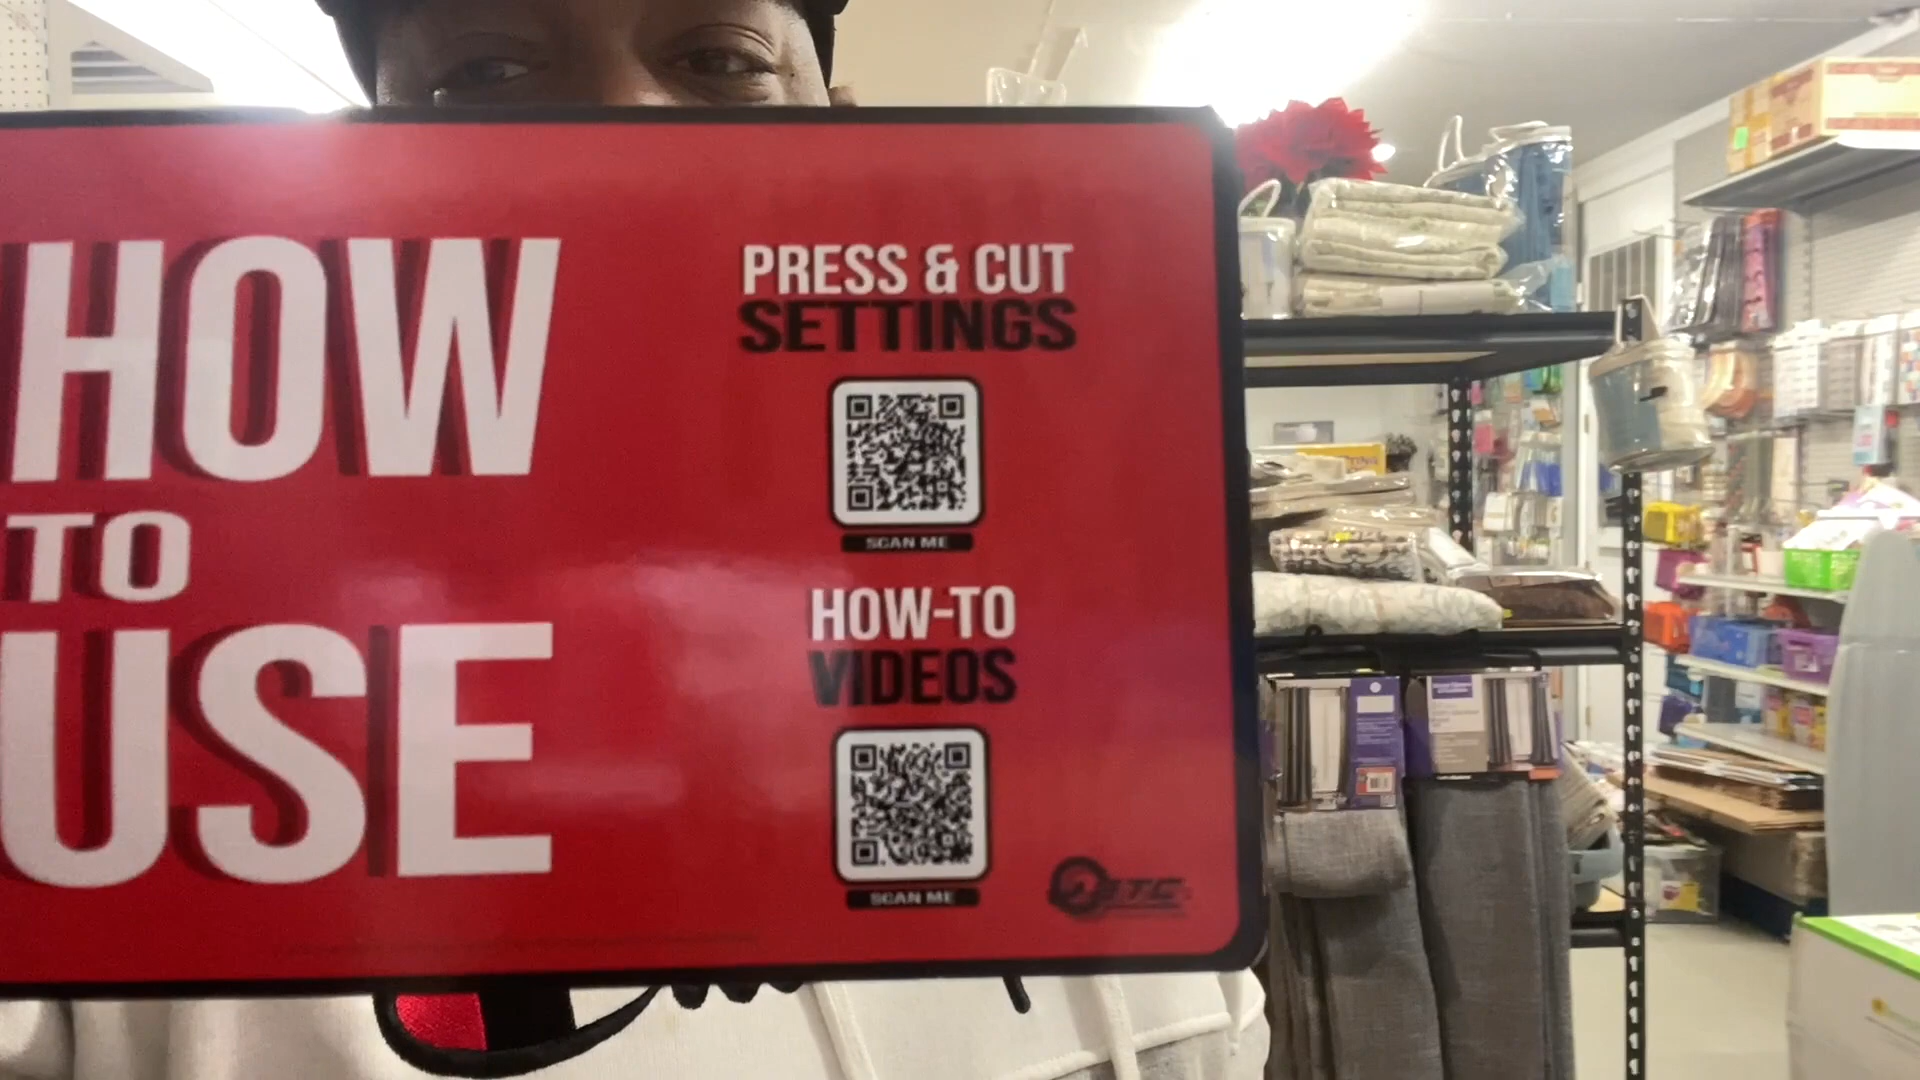 HOW
TO
USE
PRESS & CUT
SETTINGS
SCAN ME
HOW-TO
VIDEOS
SCAN ME